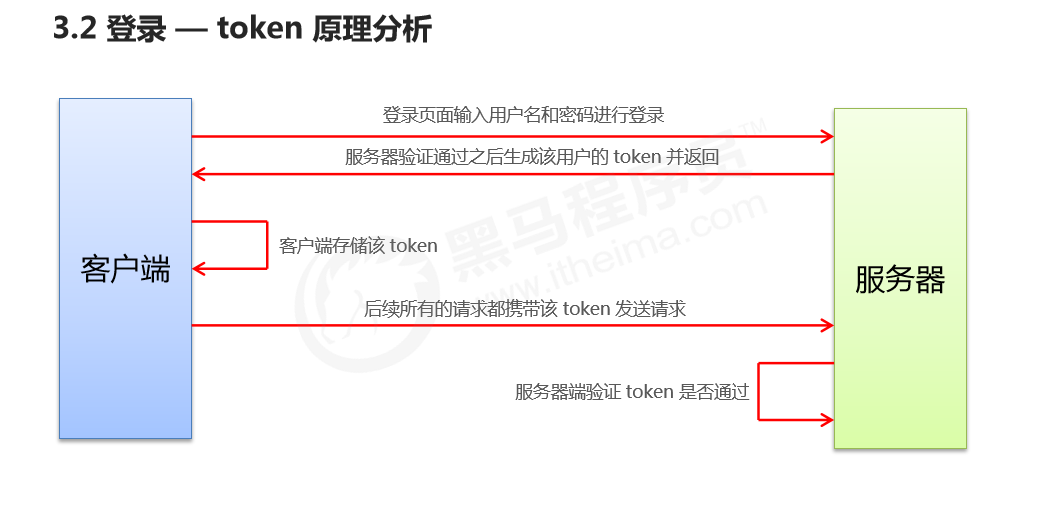 3.2 登录 — token 原理分析
登录页面输入用户名和密码进行登录
服务器验证通过之后生成该用户的 token 并返回
客户端存储该 token
客户端
后续所有的请求都携带该 token 发送请求
服务器
服务器端验证 token 是否通过
黑马程序员™
www.itheima.com